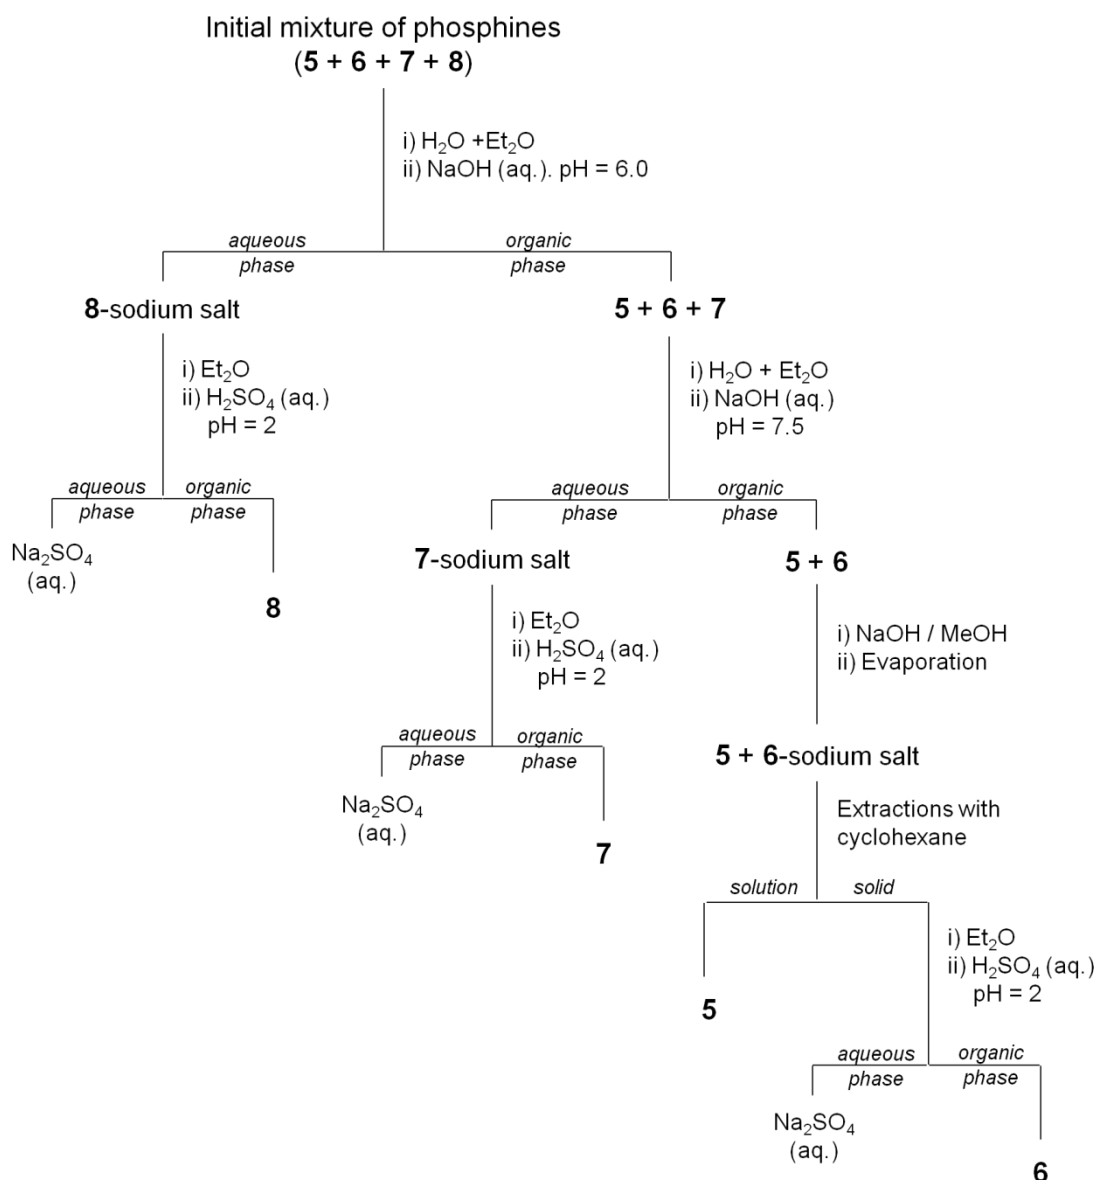 Initial mixture of phosphines
(5 + 6 + 7 + 8)
i) H₂O +Et₂O
ii) NaOH (aq.). pH = 6.0
aqueous phase
organic phase
8-sodium salt
5 + 6 + 7
i) Et₂O
ii) H₂SO₄ (aq.)
pH = 2
i) H₂O + Et₂O
ii) NaOH (aq.)
pH = 7.5
aqueous phase
organic phase
Na₂SO₄
(aq.)
8
aqueous phase
organic phase
7-sodium salt
5 + 6
i) Et₂O
ii) H₂SO₄ (aq.)
pH = 2
i) NaOH / MeOH
ii) Evaporation
aqueous phase
organic phase
Na₂SO₄
(aq.)
7
5 + 6-sodium salt
Extractions with
cyclohexane
solution
solid
5
i) Et₂O
ii) H₂SO₄ (aq.)
pH = 2
aqueous phase
organic phase
Na₂SO₄
(aq.)
6